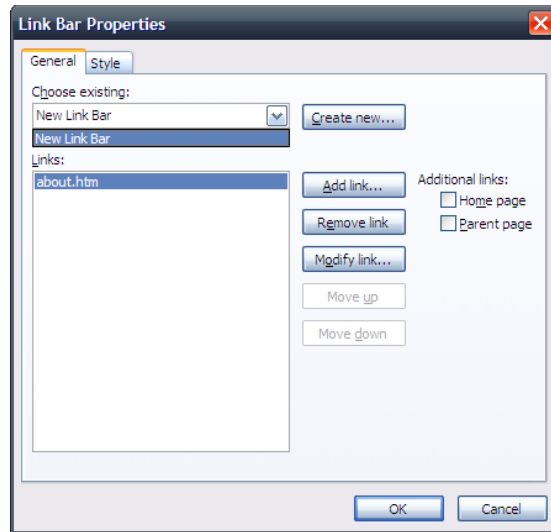 Link Bar Properties
General
Style
Choose existing:
New Link Bar
Create new...
New Link Bar
Links:
about.htm
Add link...
Additional links:
Home page
Remove link
Parent page
Modify link...
Move up
Move down
OK
Cancel